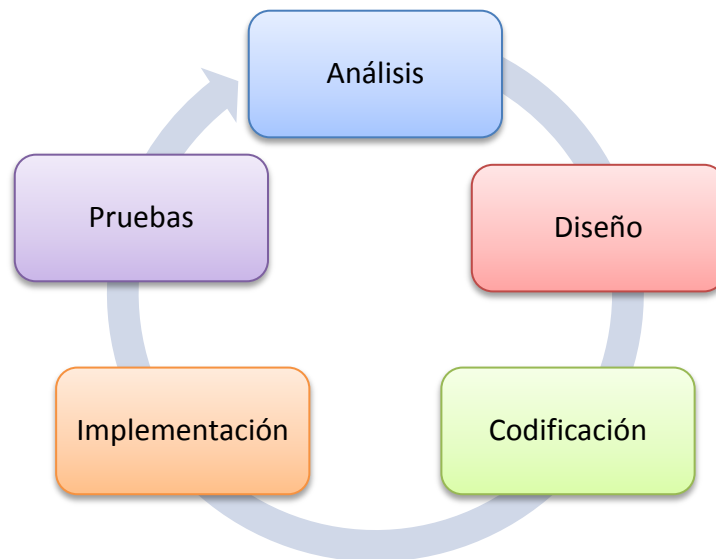 Análisis
Diseño
Codificación
Implementación
Pruebas